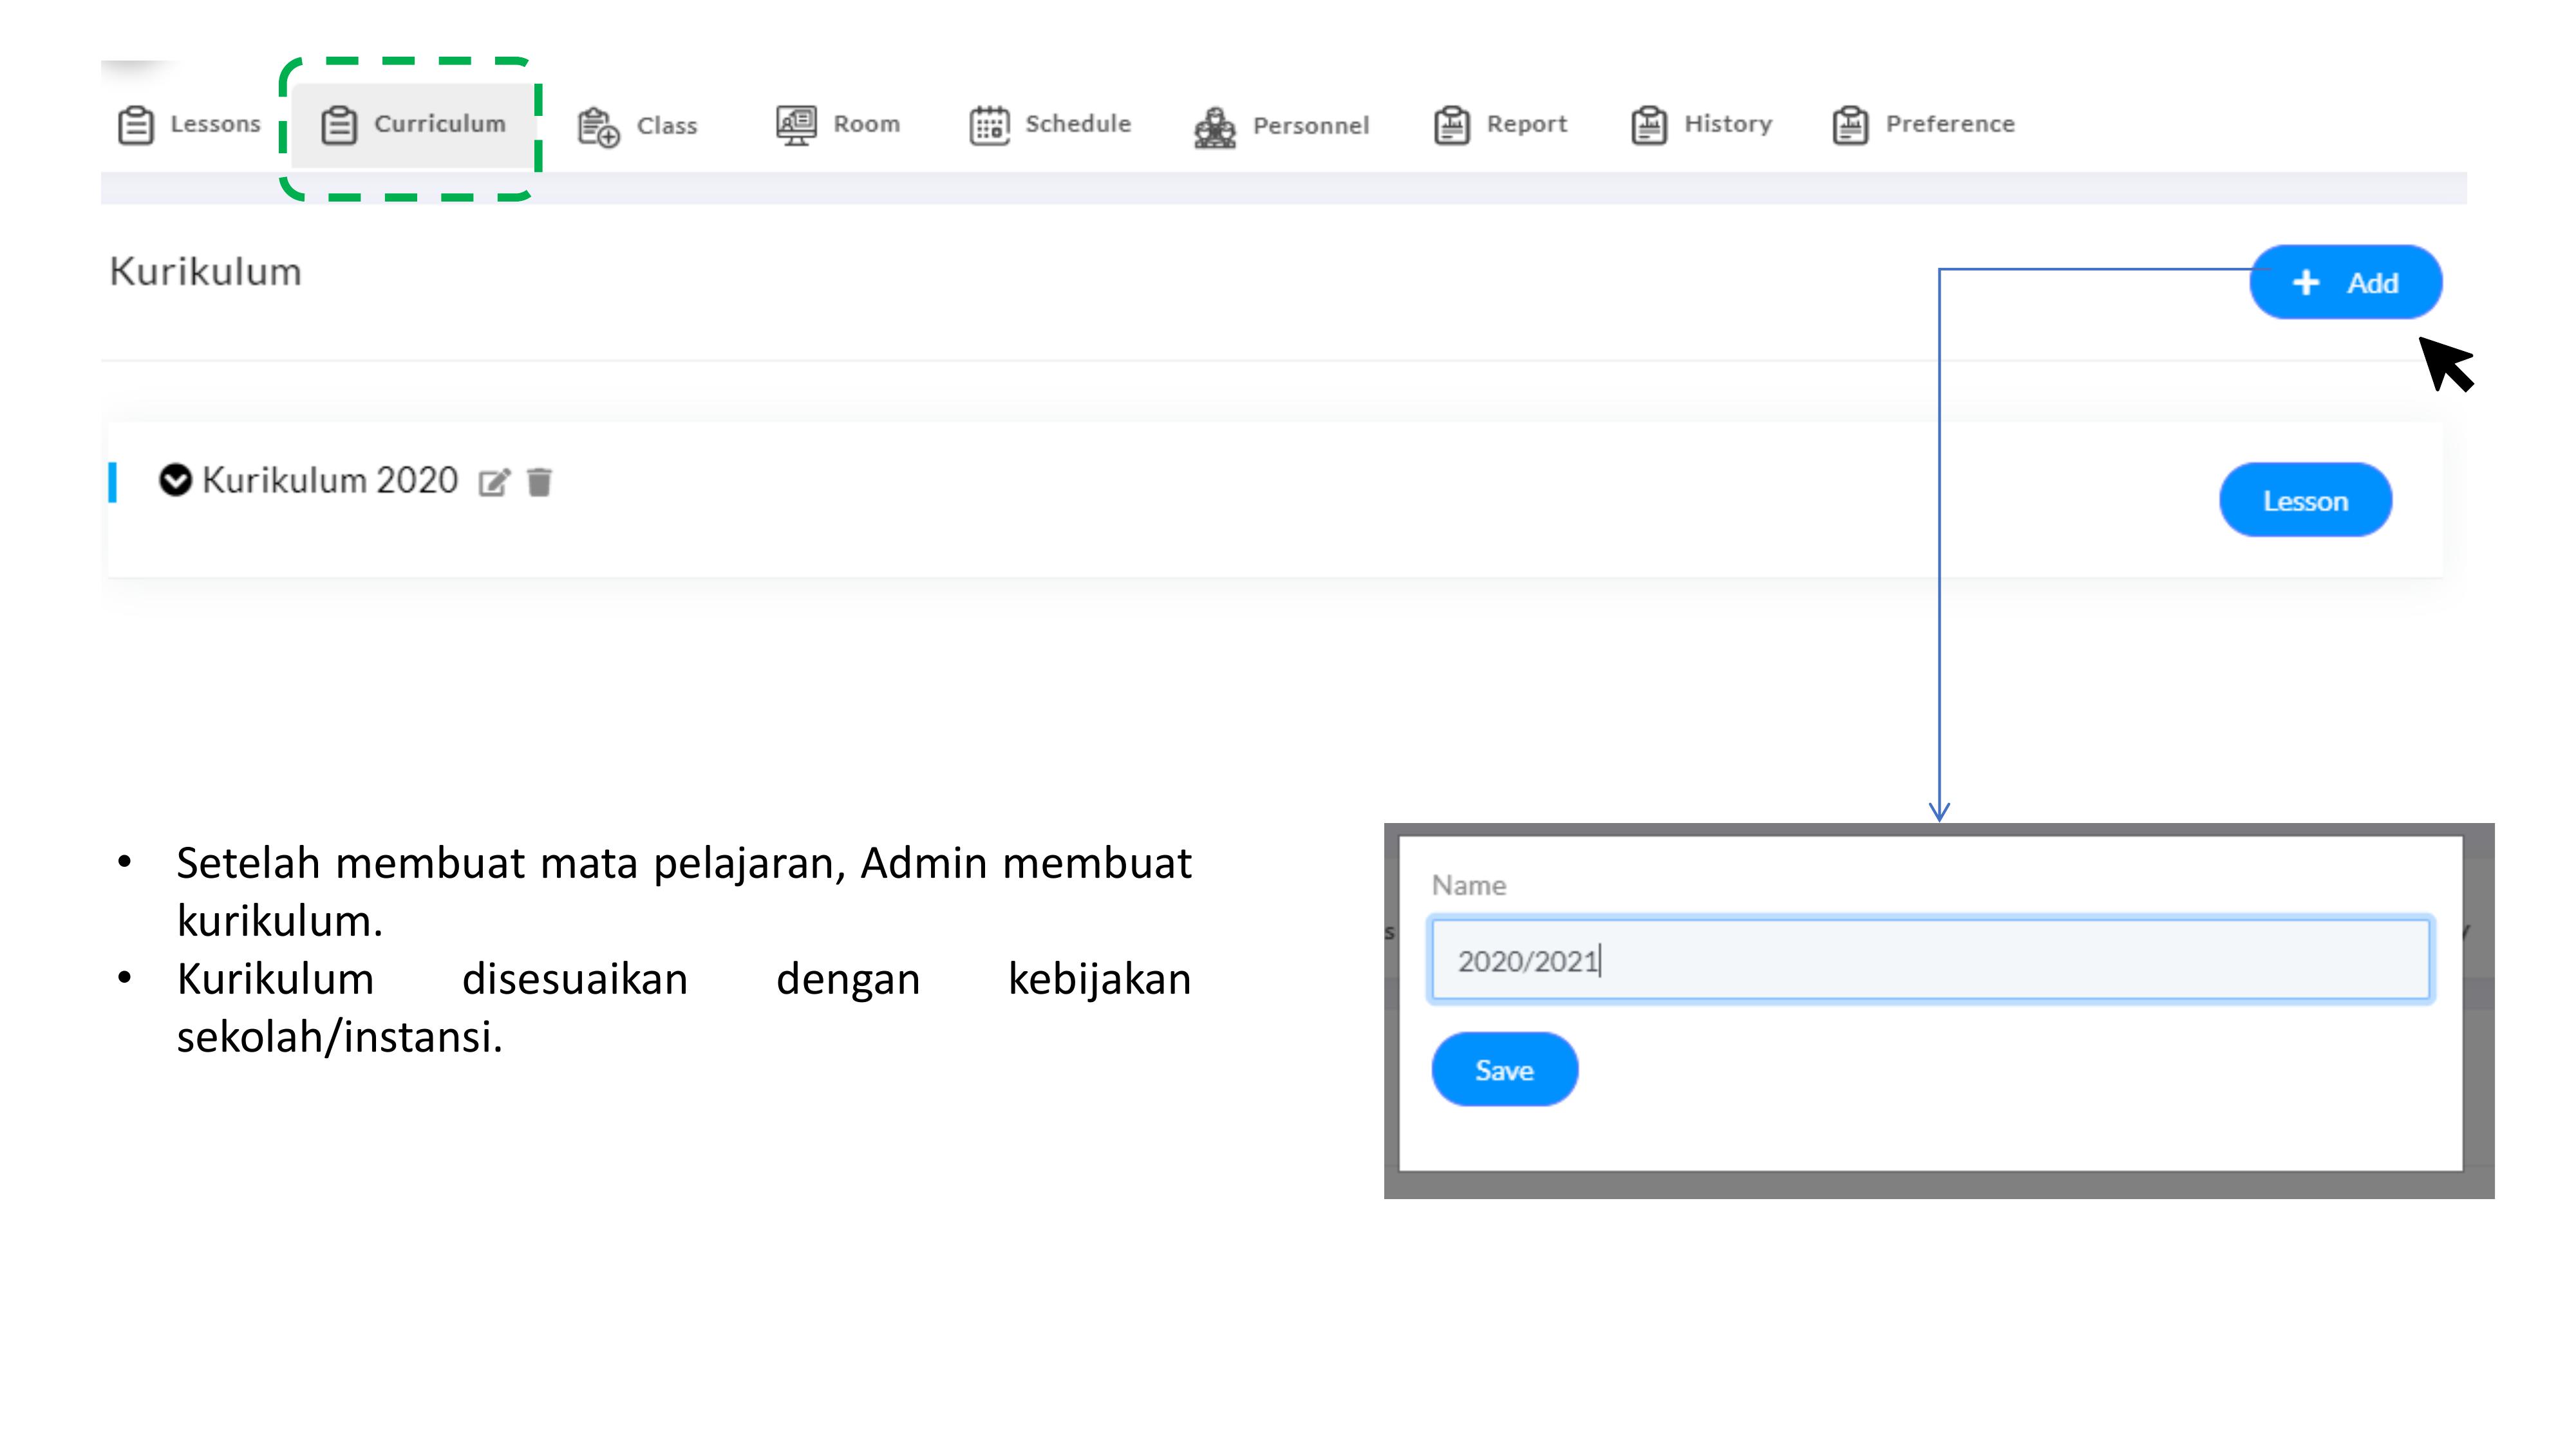 Lessons Curriculum Class Room Schedule Personnel Report History Preference
Kurikulum
+ Add
Kurikulum 2020
Lesson
• Setelah membuat mata pelajaran, Admin membuat
kurikulum.
• Kurikulum disesuaikan dengan kebijakan
sekolah/instansi.
Name
2020/2021
Save